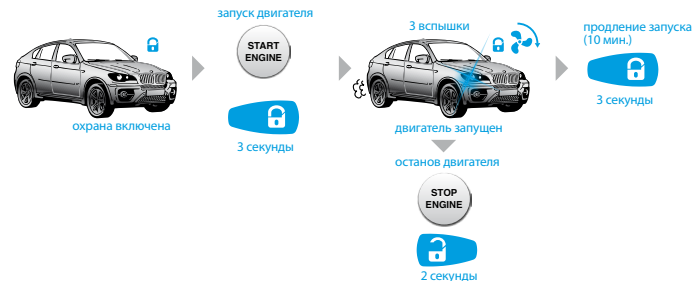 запуск двигателя
START
ENGINE
3 секунды
охрана включена
3 вспышки
двигатель запущен
продление запуска
(10 мин.)
3 секунды
останов двигателя
STOP
ENGINE
2 секунды